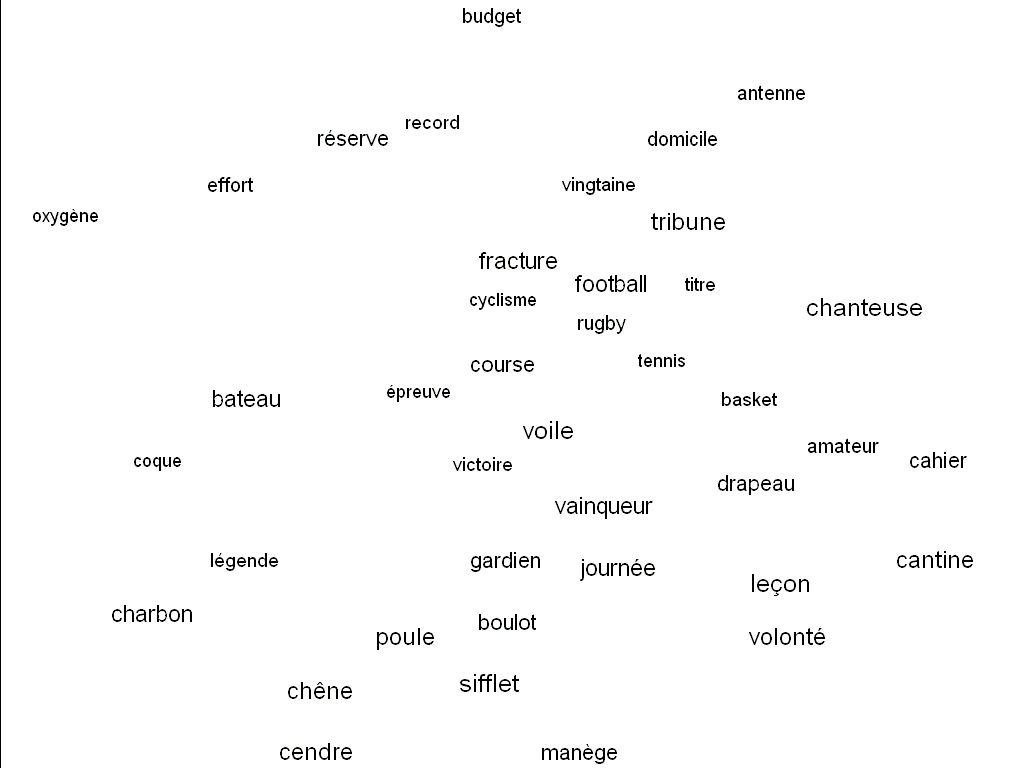 budget
antenne
record
réserve
domicile
effort
vingtaine
oxygène
tribune
fracture
football
titre
cyclisme
chanteuse
rugby
tennis
course
épreuve
bateau
basket
voile
amateur
coque
victoire
cahier
drapeau
vainqueur
légende
gardien
journée
cantine
leçon
charbon
boulot
poule
volonté
sifflet
chêne
cendre
manège